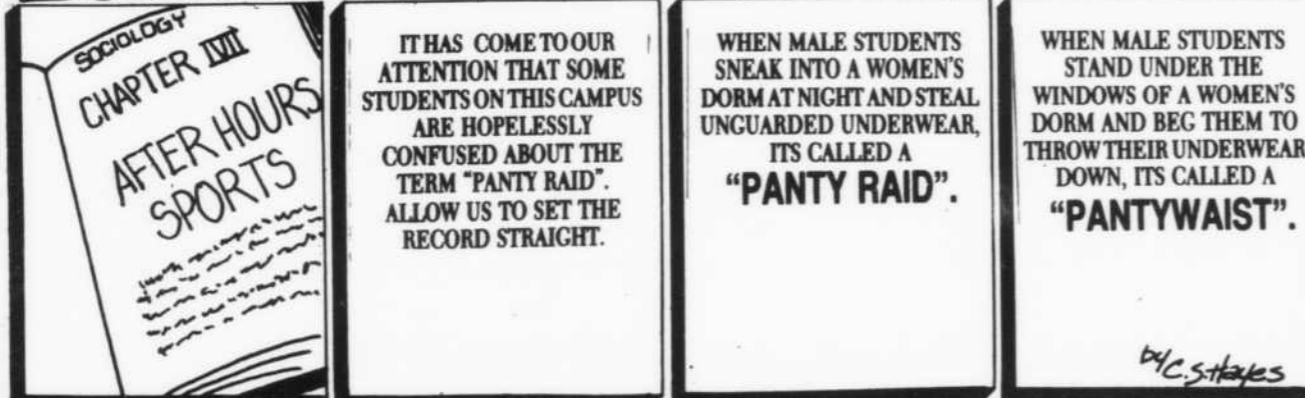 SOCIOLOGY
CHAPTER IVII
AFTER HOURS
SPORTS
IT HAS COME TO OUR
ATTENTION THAT SOME
STUDENTS ON THIS CAMPUS
ARE HOPELESSLY
CONFUSED ABOUT THE
TERM "PANTY RAID".
ALLOW US TO SET THE
RECORD STRAIGHT.
WHEN MALE STUDENTS
SNEAK INTO A WOMEN'S
DORM AT NIGHT AND STEAL
UNGUARDED UNDERWEAR,
ITS CALLED A
"PANTY RAID".
WHEN MALE STUDENTS
STAND UNDER THE
WINDOWS OF A WOMEN'S
DORM AND BEG THEM TO
THROW THEIR UNDERWEAR
DOWN, ITS CALLED A
"PANTYWAIST".
by C.S. Hayes